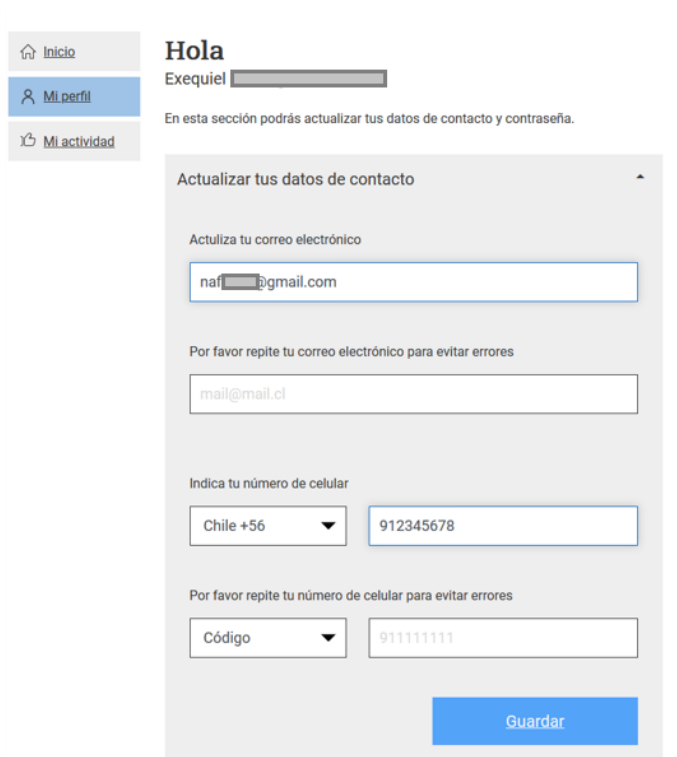 Inicio
Mi perfil
Mi actividad
Hola
Exequiel
En esta sección podrás actualizar tus datos de contacto y contraseña.
Actualizar tus datos de contacto
Actuliza tu correo electrónico
naf @gmail.com
Por favor repite tu correo electrónico para evitar errores
mail@mail.cl
Indica tu número de celular
Chile +56 912345678
Por favor repite tu número de celular para evitar errores
Código 911111111
Guardar